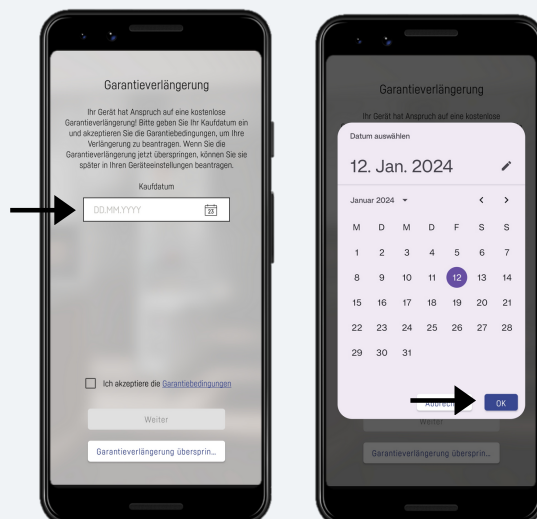 Garantieverlängerung
Ihr Gerät hat Anspruch auf eine kostenlose
Garantieverlängerung! Bitte geben Sie Ihr Kaufdatum ein
und akzeptieren Sie die Garantiebedingungen, um Ihre
Verlängerung zu beantragen. Wenn Sie die
Garantieverlängerung jetzt überspringen, können Sie sie
später in Ihren Geräteeinstellungen beantragen.
Kaufdatum
DD.MM.YYYY
23
Ich akzeptiere die Garantiebedingungen
Weiter
Garantieverlängerung übersprin...
Garantieverlängerung
Ihr Gerät hat Anspruch auf eine kostenlose
Datum auswählen
12. Jan. 2024
Januar 2024
M D M D F S S
1 2 3 4 5 6 7
8 9 10 11 12 13 14
15 16 17 18 19 20 21
22 23 24 25 26 27 28
29 30 31
OK
Weiter
Garantieverlängerung übersprin...